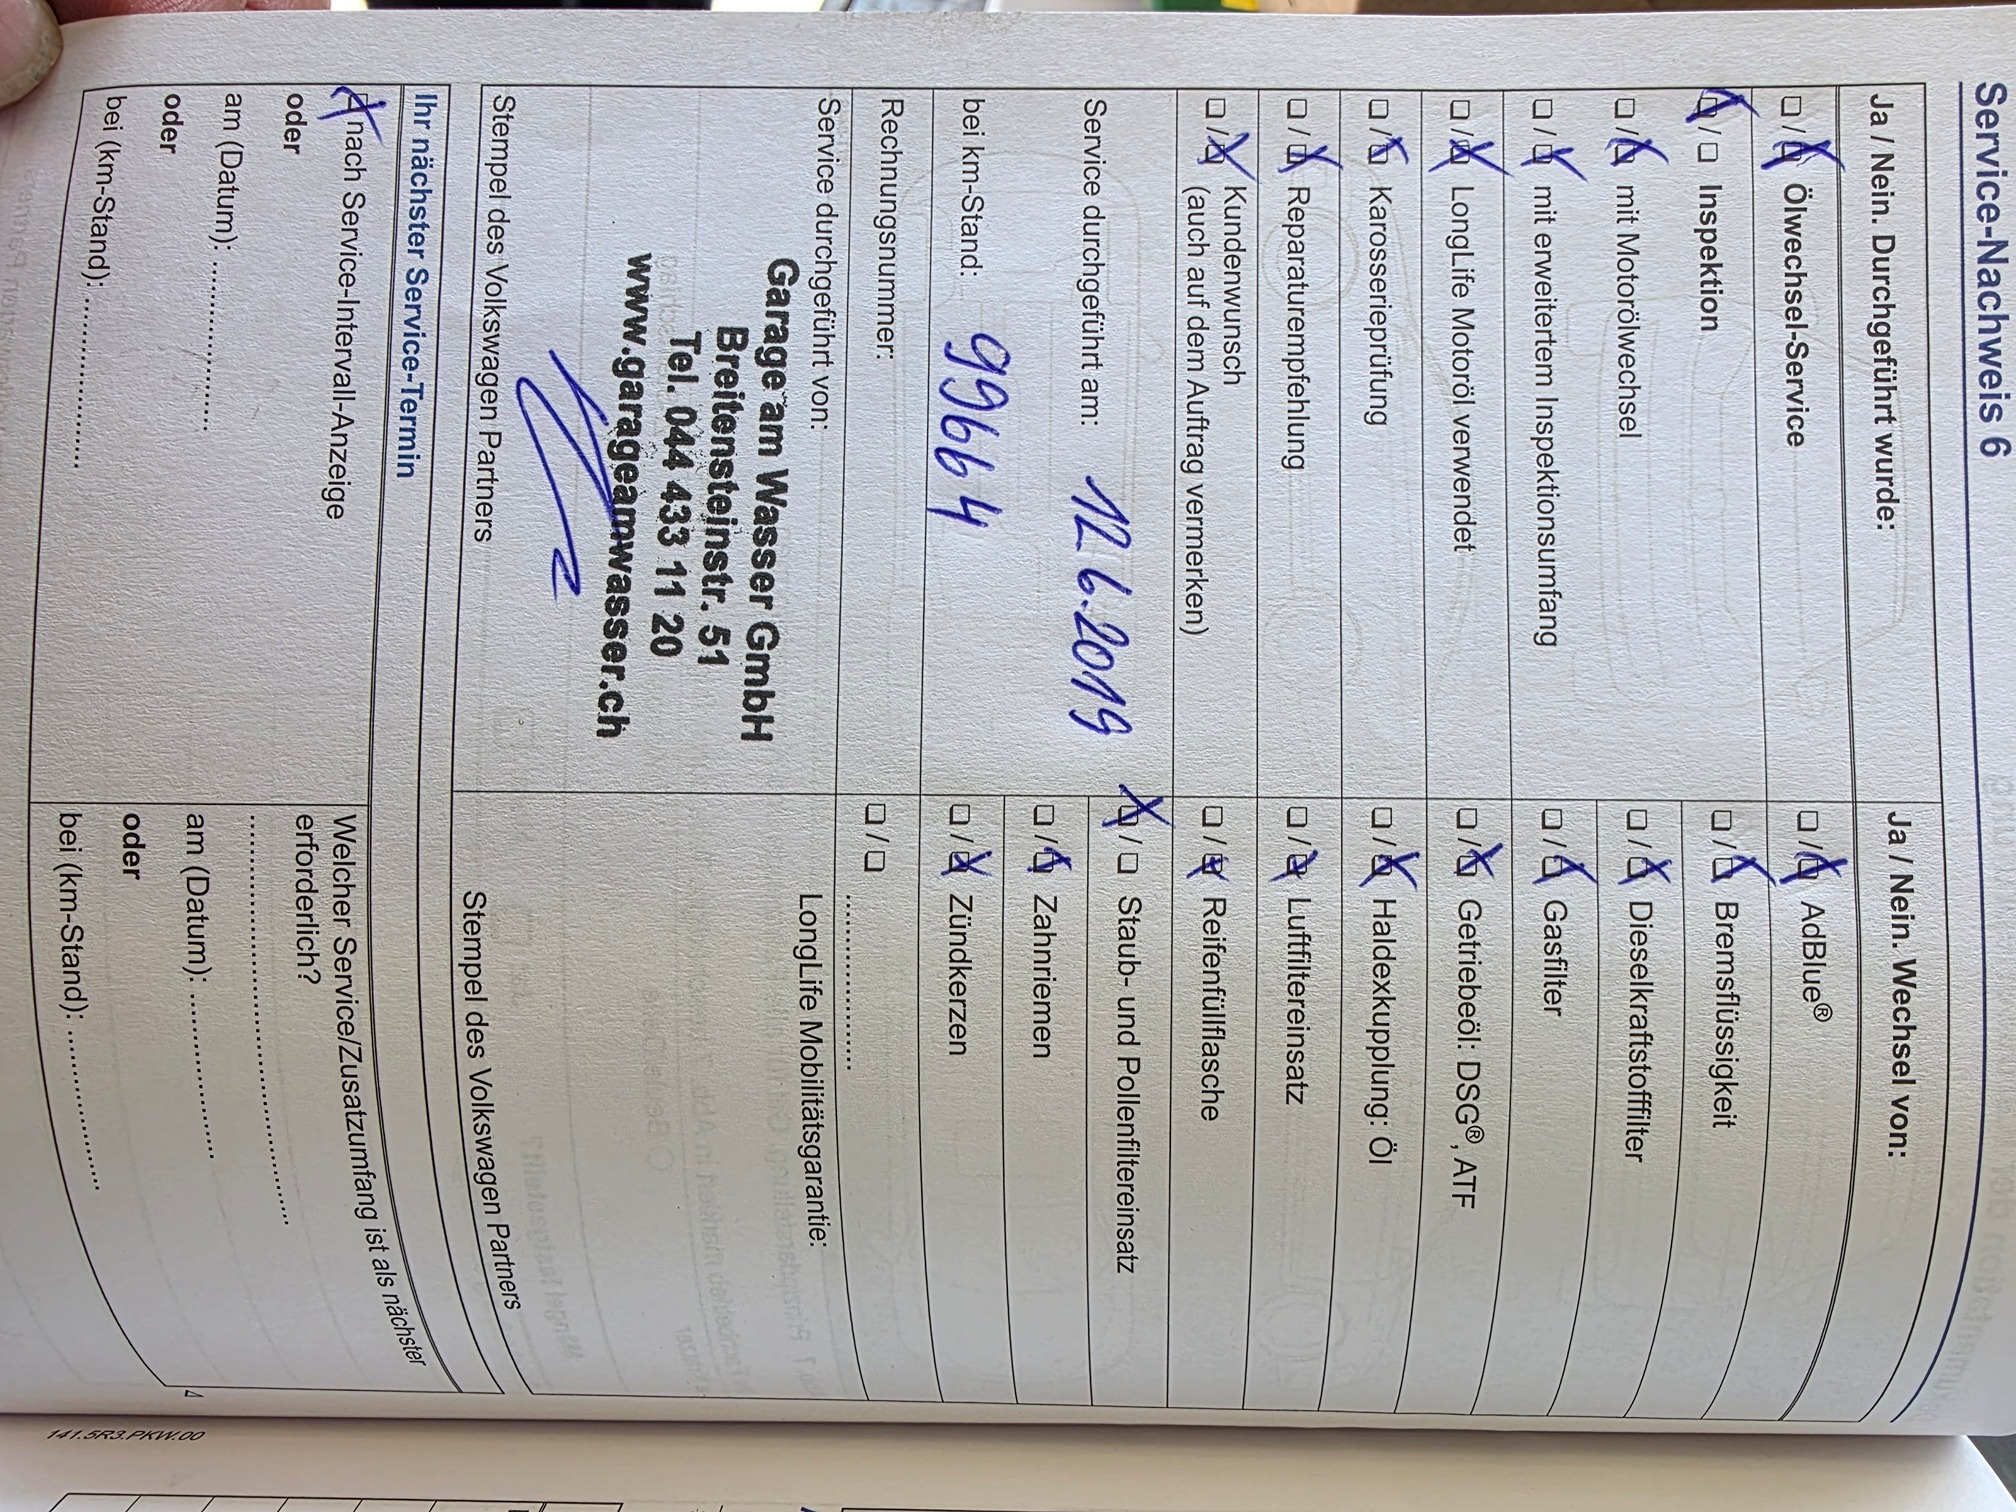 Service-Nachweis 6
Ja / Nein. Durchgeführt wurde:
☐ / ☒ Ölwechsel-Service
☒ / ☐ Inspektion
☐ / ☒ mit Motorölwechsel
☐ / ☒ mit erweitertem Inspektionsumfang
☐ / ☒ LongLife Motoröl verwendet
☐ / ☒ Karosserieprüfung
☐ / ☒ Reparaturempfehlung
☐ / ☒ Kundenwunsch
(auch auf dem Auftrag vermerken)
Service durchgeführt am: 12.6.2019
bei km-Stand: 99664
Rechnungsnummer:
Service durchgeführt von:
Garage am Wasser GmbH
Breitensteinstr. 51
Tel. 044 433 11 20
www.garageamwasser.ch
Stempel des Volkswagen Partners
Ja / Nein. Wechsel von:
☐ / ☒ AdBlue®
☐ / ☒ Bremsflüssigkeit
☐ / ☒ Dieselkraftstofffilter
☐ / ☒ Gasfilter
☐ / ☒ Getriebeöl: DSG®, ATF
☐ / ☒ Haldexkupplung: Öl
☐ / ☒ Luftfiltereinsatz
☐ / ☒ Reifenfüllflasche
☒ / ☐ Staub- und Pollenfiltereinsatz
☐ / ☒ Zahnriemen
☐ / ☒ Zündkerzen
☐ / ☐ ....................
LongLife Mobilitätsgarantie:
Stempel des Volkswagen Partners
Ihr nächster Service-Termin
☒ nach Service-Intervall-Anzeige
oder
am (Datum): ....................
oder
bei (km-Stand): ....................
Welcher Service/Zusatzumfang ist als nächster
erforderlich?
..................................................
am (Datum): ....................
oder
bei (km-Stand): ....................
141.5R3.PKW.00